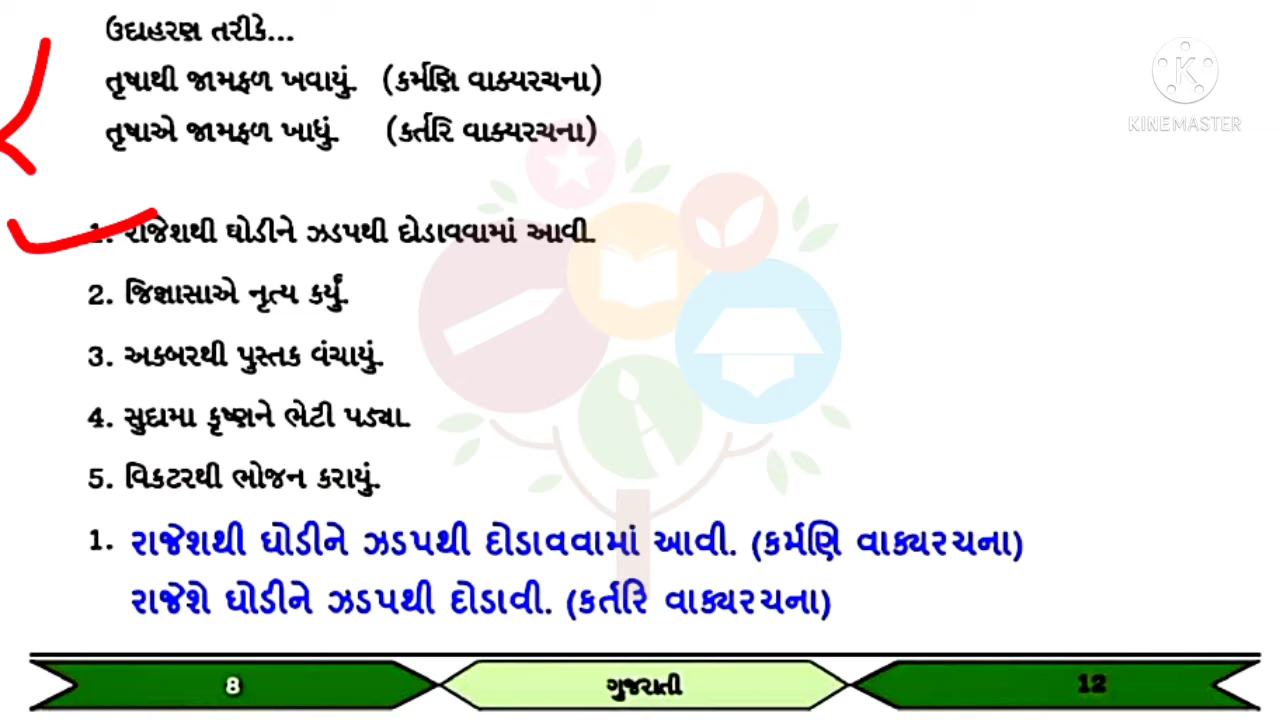 ઉદાહરણ તરીકે...
તૃષાથી જામફળ ખવાયું. (કર્મણિ વાક્યરચના)
તૃષાએ જામફળ ખાધું. (કર્તરિ વાક્યરચના)
KINEMASTER
1. રાજેશથી ઘોડીને ઝડપથી દોડાવવામાં આવી.
2. જિજ્ઞાસાએ નૃત્ય કર્યું.
3. અકબરથી પુસ્તક વંચાયું.
4. સુદામા કૃષ્ણને ભેટી પડ્યા.
5. વિકટરથી ભોજન કરાયું.
1. રાજેશથી ઘોડીને ઝડપથી દોડાવવામાં આવી. (કર્મણિ વાક્યરચના)
રાજેશે ઘોડીને ઝડપથી દોડાવી. (કર્તરિ વાક્યરચના)
8 ગુજરાતી 12